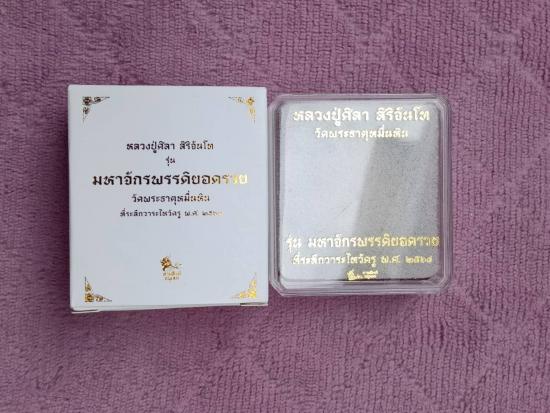 หลวงปู่ศิลา สิริจันโท
รุ่น
มหาจักรพรรดิยอดรวย
วัดพระธาตุหมื่นหิน
ที่ระลึกวาระไหว้ครู พ.ศ. ๒๕๖๘
หลวงปู่ศิลา สิริจันโท
วัดพระธาตุหมื่นหิน
รุ่น มหาจักรพรรดิยอดรวย
ที่ระลึกวาระไหว้ครู พ.ศ. ๒๕๖๘